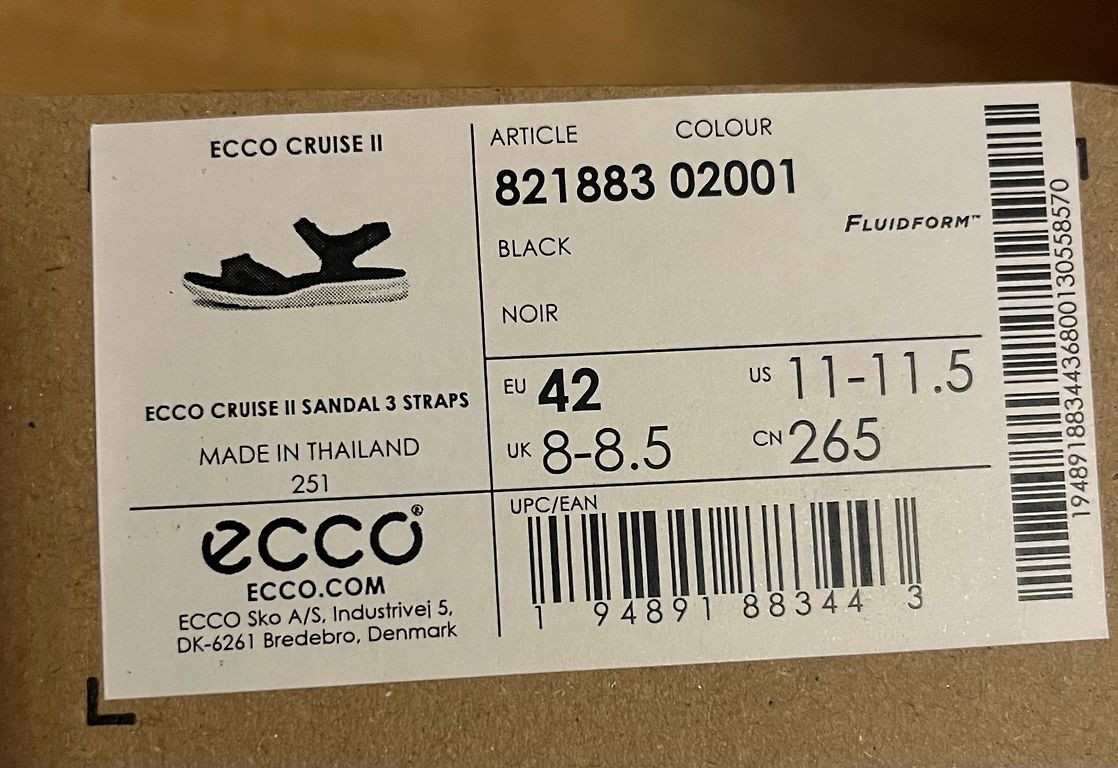 ECCO CRUISE II
ECCO CRUISE II SANDAL 3 STRAPS
MADE IN THAILAND
251
ecco®
ECCO.COM
ECCO Sko A/S, Industrivej 5,
DK-6261 Bredebro, Denmark
ARTICLE COLOUR
821883 02001
FLUIDFORM™
BLACK
NOIR
EU 42 US 11-11.5
UK 8-8.5 CN 265
UPC/EAN
1 94891 88344 3
1948918834436800130558570